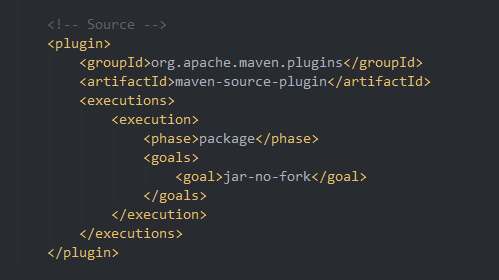 <!-- Source -->
<plugin>
<groupId>org.apache.maven.plugins</groupId>
<artifactId>maven-source-plugin</artifactId>
<executions>
<execution>
<phase>package</phase>
<goals>
<goal>jar-no-fork</goal>
</goals>
</execution>
</executions>
</plugin>